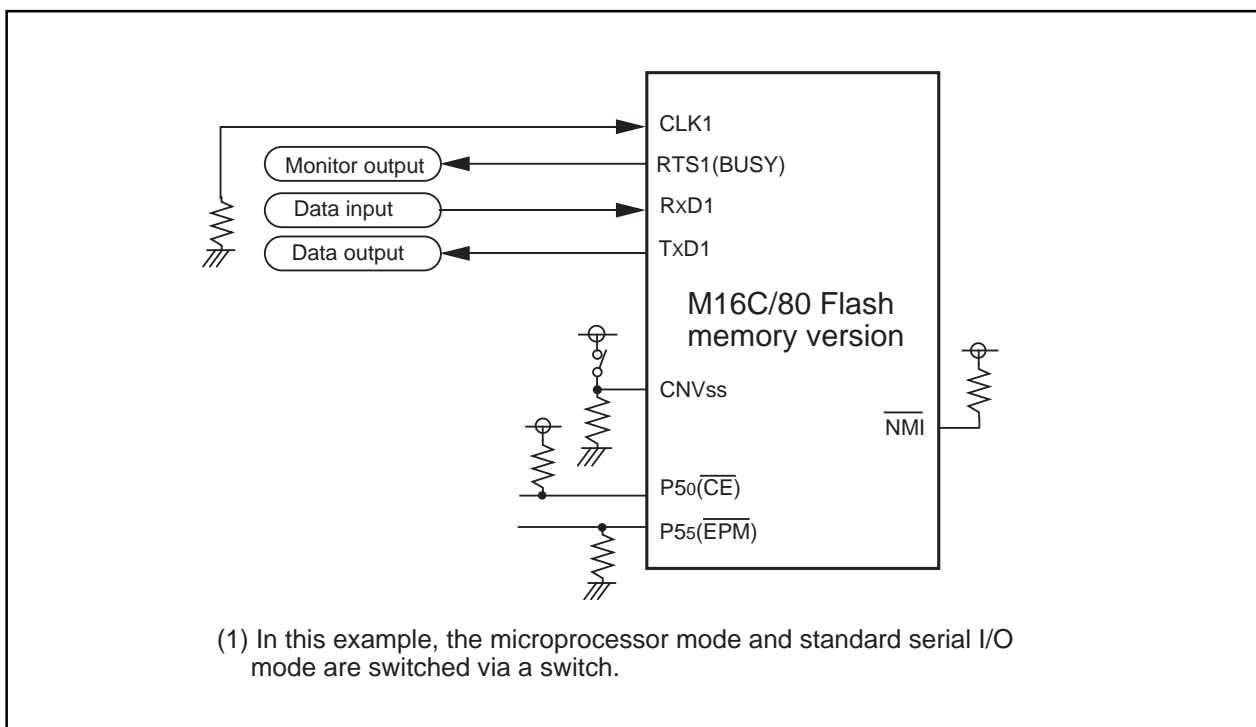 CLK1
Monitor output
RTS1(BUSY)
Data input
RXD1
Data output
TXD1
M16C/80 Flash
memory version
CNVss
NMI
P50(CE)
P55(EPM)
(1) In this example, the microprocessor mode and standard serial I/O
mode are switched via a switch.